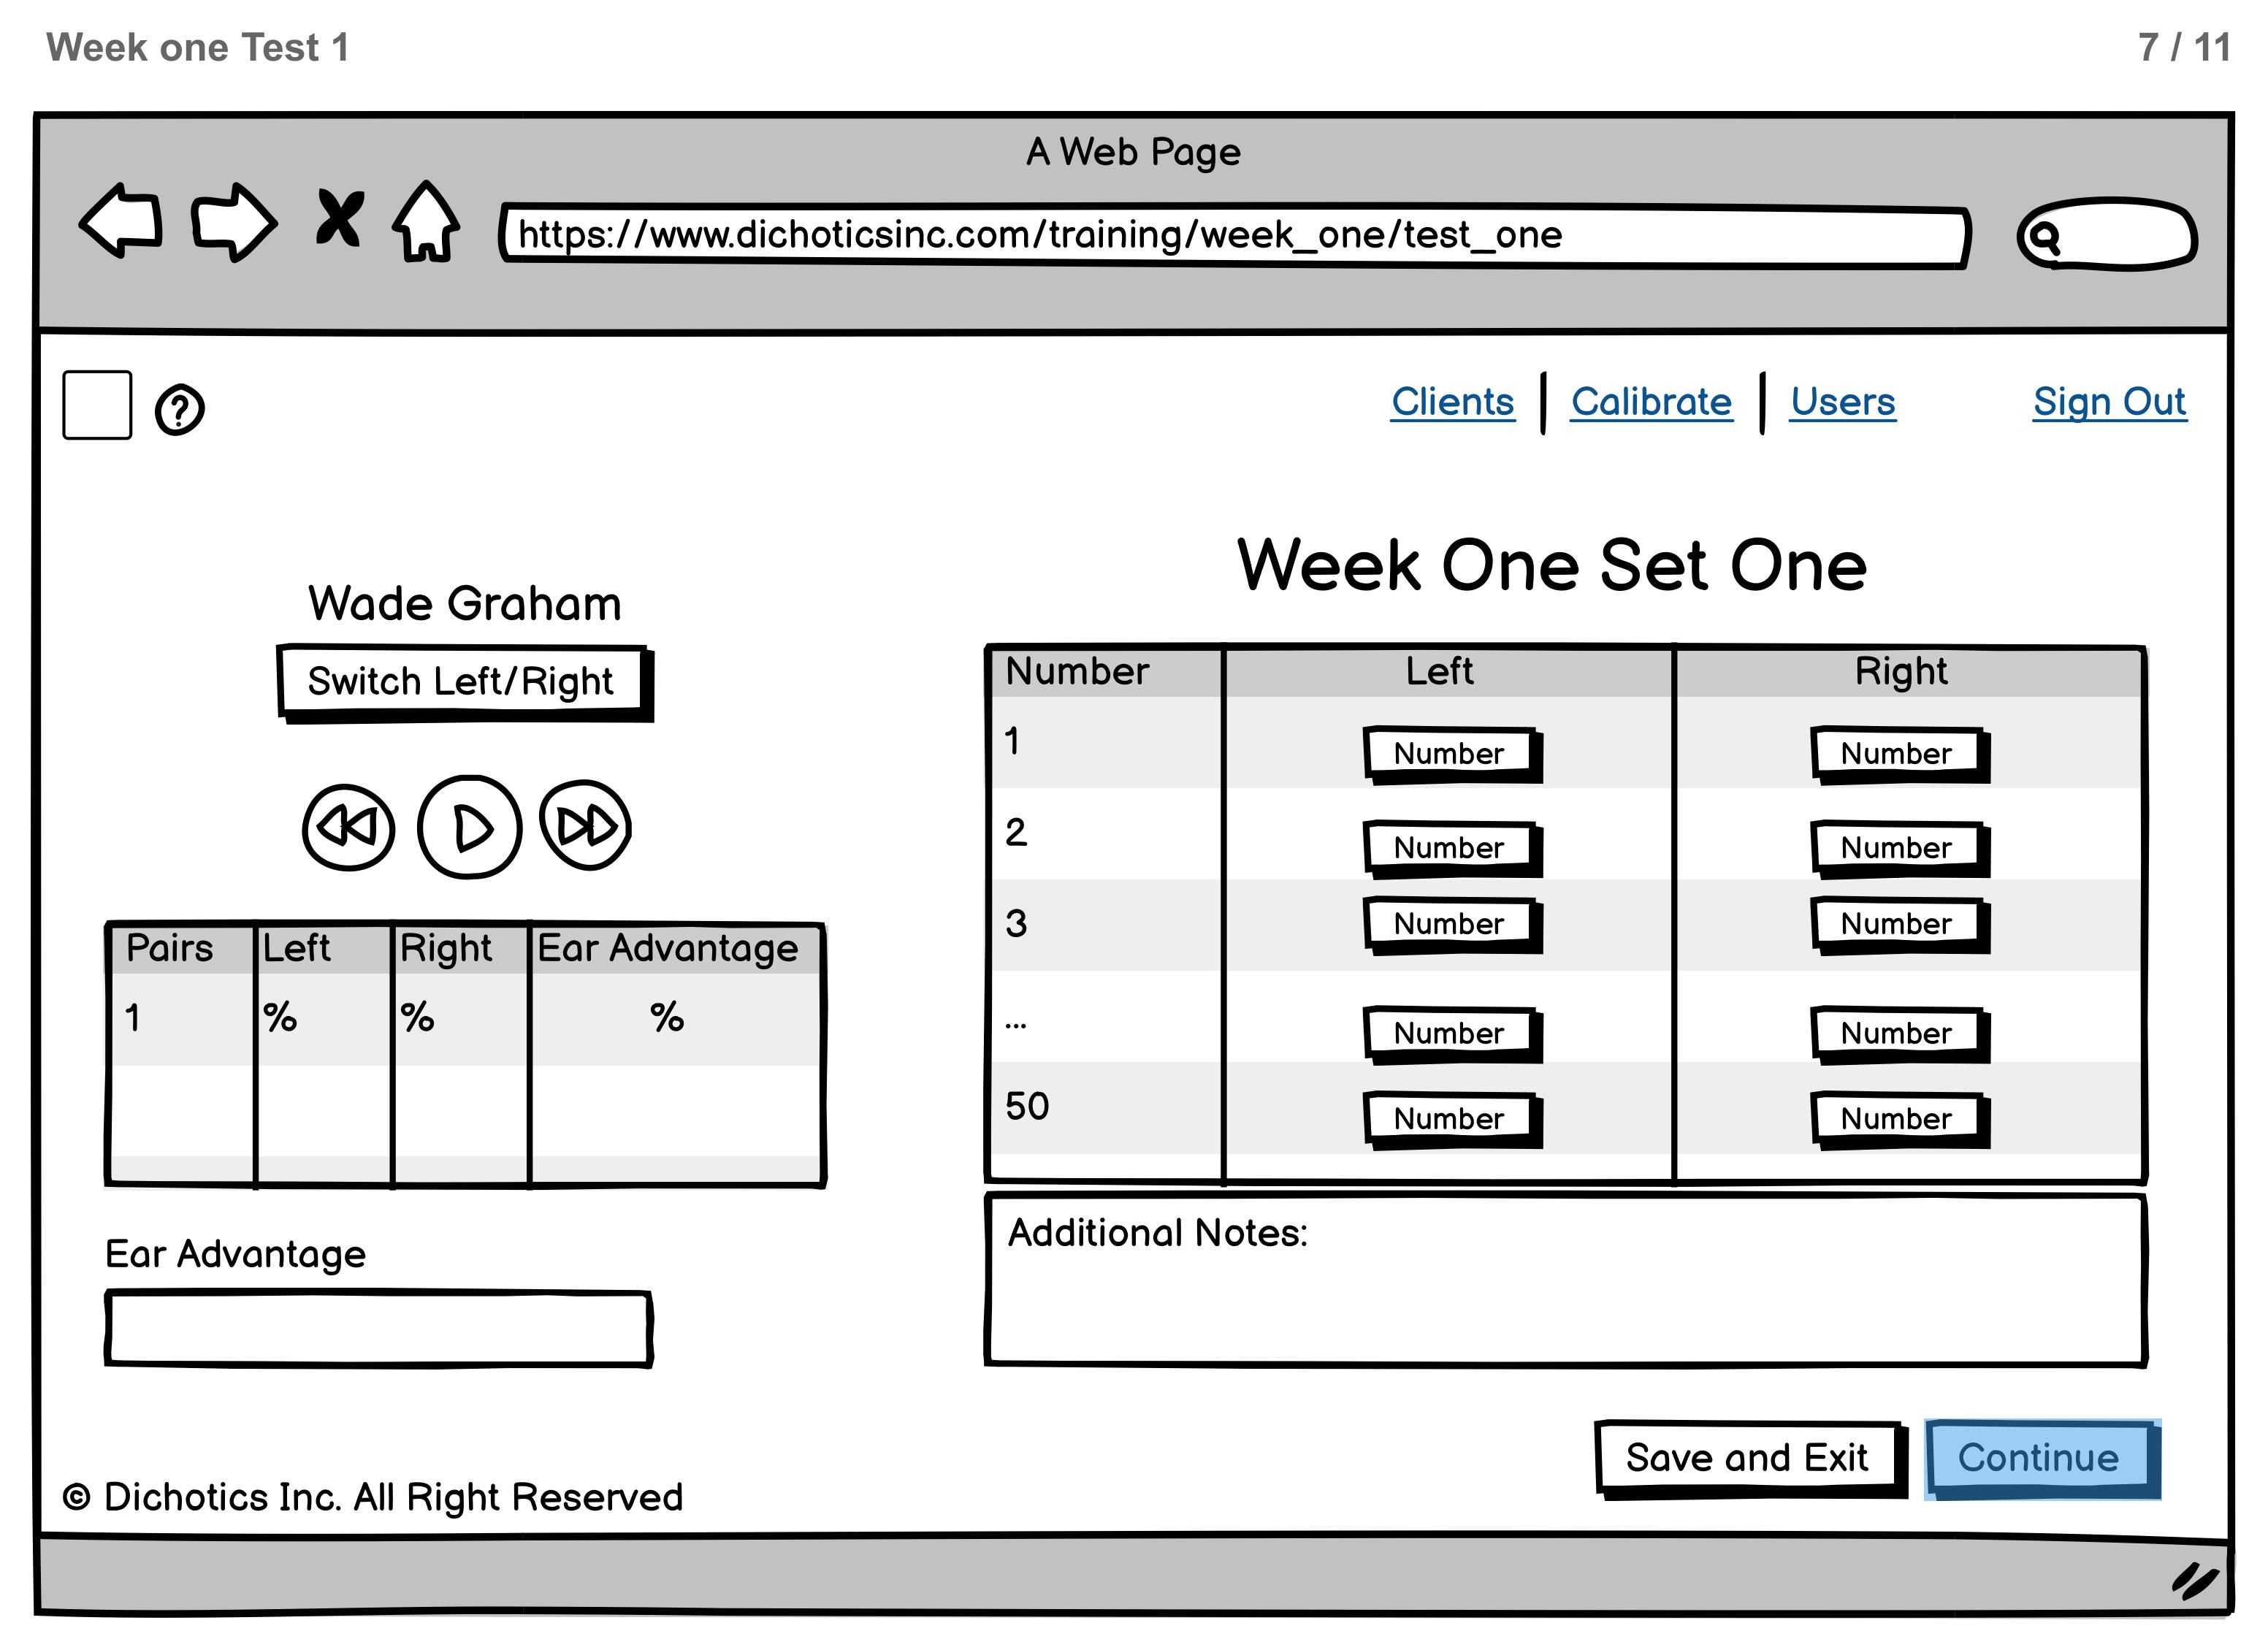 Week one Test 1
7 / 11
A Web Page
https://www.dichoticsinc.com/training/week_one/test_one
?
Clients Calibrate Users Sign Out
Week One Set One
Wade Graham
Switch Left/Right
Pairs Left Right Ear Advantage
1 % % %
Ear Advantage
Number Left Right
1 Number Number
2 Number Number
3 Number Number
... Number Number
50 Number Number
Additional Notes:
Save and Exit Continue
© Dichotics Inc. All Right Reserved